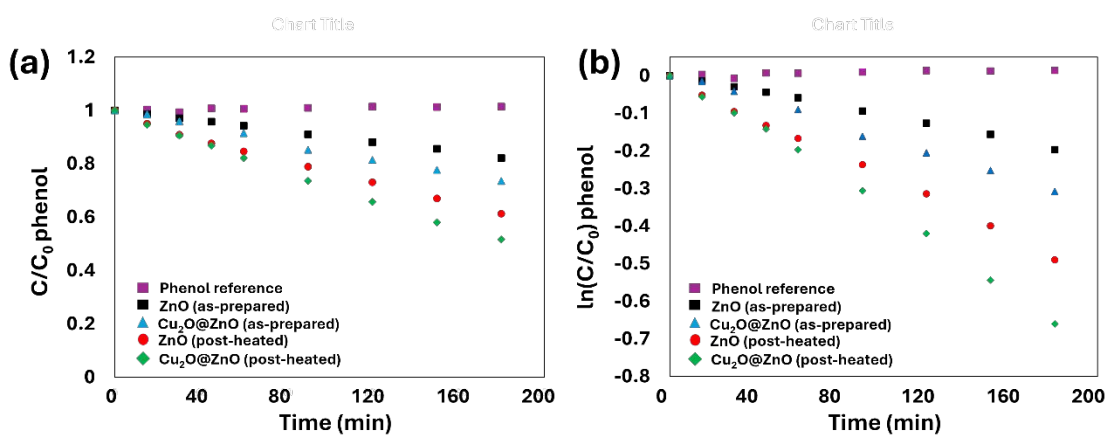 Chart Title
(a)
1.2
1
0.8
0.6
0.4
0.2
0
C/C₀ phenol
Phenol reference
ZnO (as-prepared)
Cu₂O@ZnO (as-prepared)
ZnO (post-heated)
Cu₂O@ZnO (post-heated)
0 40 80 120 160 200
Time (min)
Chart Title
(b)
0
-0.1
-0.2
-0.3
-0.4
-0.5
-0.6
-0.7
-0.8
ln(C/C₀) phenol
Phenol reference
ZnO (as-prepared)
Cu₂O@ZnO (as-prepared)
ZnO (post-heated)
Cu₂O@ZnO (post-heated)
0 40 80 120 160 200
Time (min)